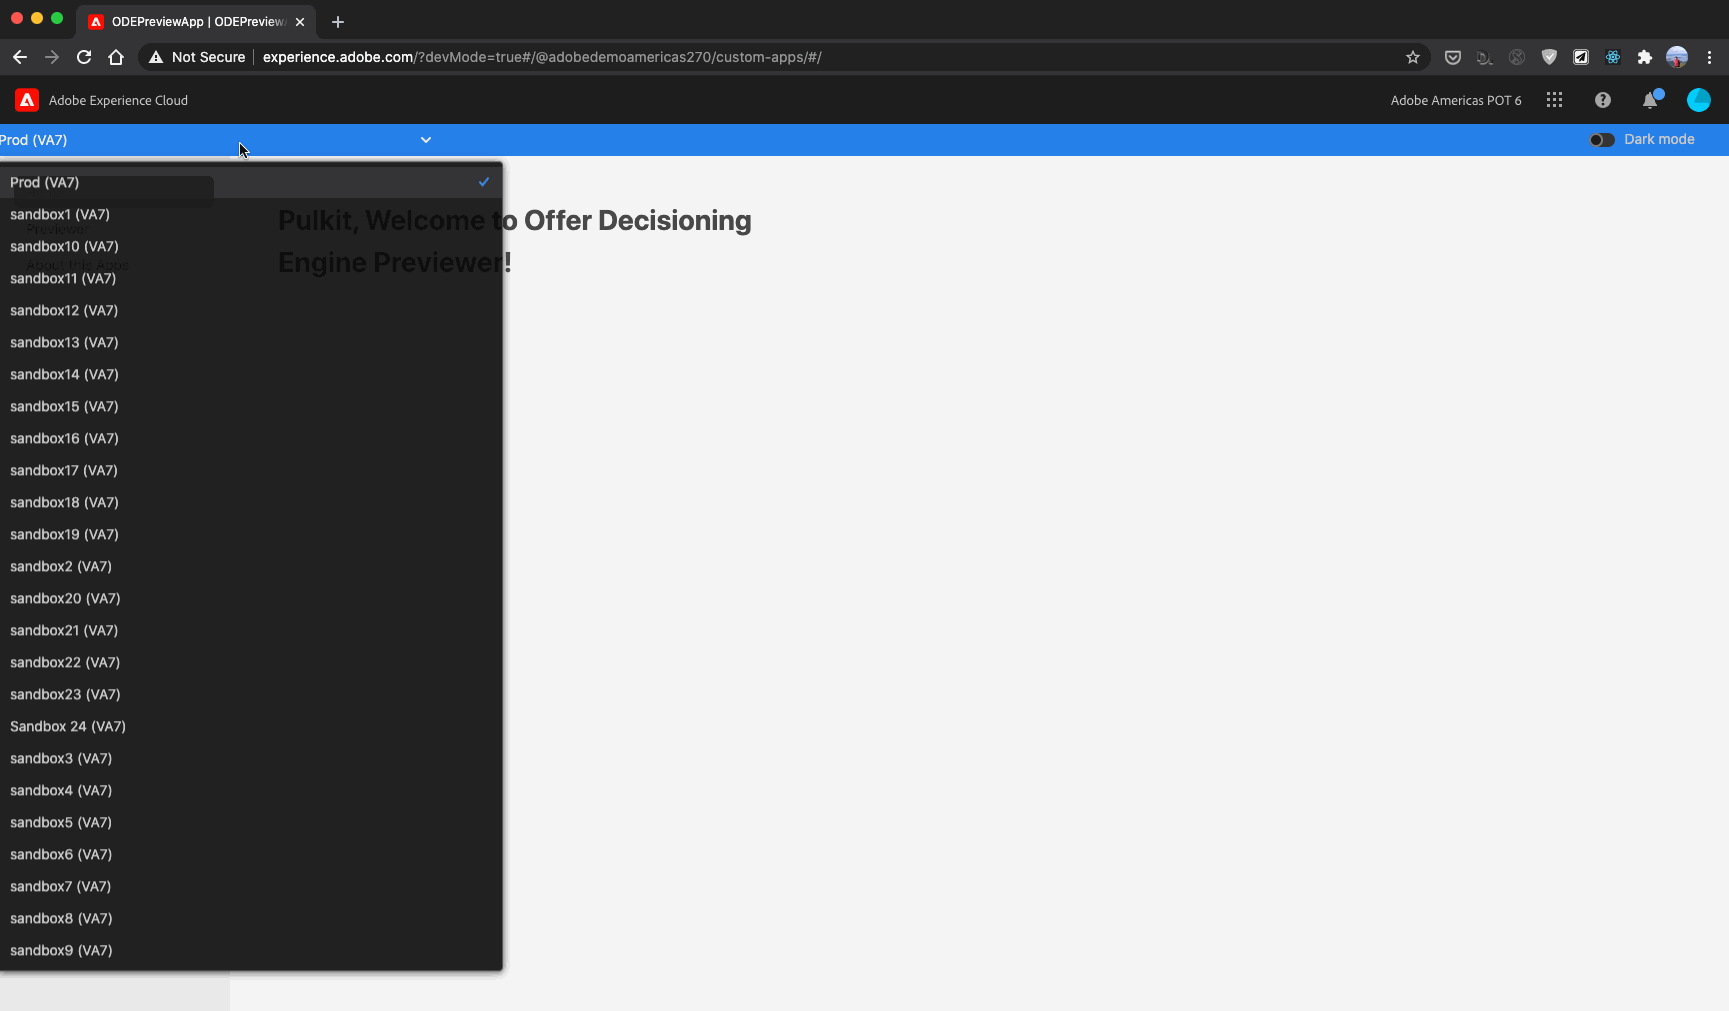 ODEPreviewApp | ODEPreview
Not Secure
experience.adobe.com/?devMode=true#/@adobedemoamericas270/custom-apps/#/
Adobe Experience Cloud
Adobe Americas POT 6
Prod (VA7)
Dark mode
Prod (VA7)
sandbox1 (VA7)
Previewer
sandbox10 (VA7)
About this Apps
sandbox11 (VA7)
sandbox12 (VA7)
sandbox13 (VA7)
sandbox14 (VA7)
sandbox15 (VA7)
sandbox16 (VA7)
sandbox17 (VA7)
sandbox18 (VA7)
sandbox19 (VA7)
sandbox2 (VA7)
sandbox20 (VA7)
sandbox21 (VA7)
sandbox22 (VA7)
sandbox23 (VA7)
Sandbox 24 (VA7)
sandbox3 (VA7)
sandbox4 (VA7)
sandbox5 (VA7)
sandbox6 (VA7)
sandbox7 (VA7)
sandbox8 (VA7)
sandbox9 (VA7)
Pulkit, Welcome to Offer Decisioning
Engine Previewer!